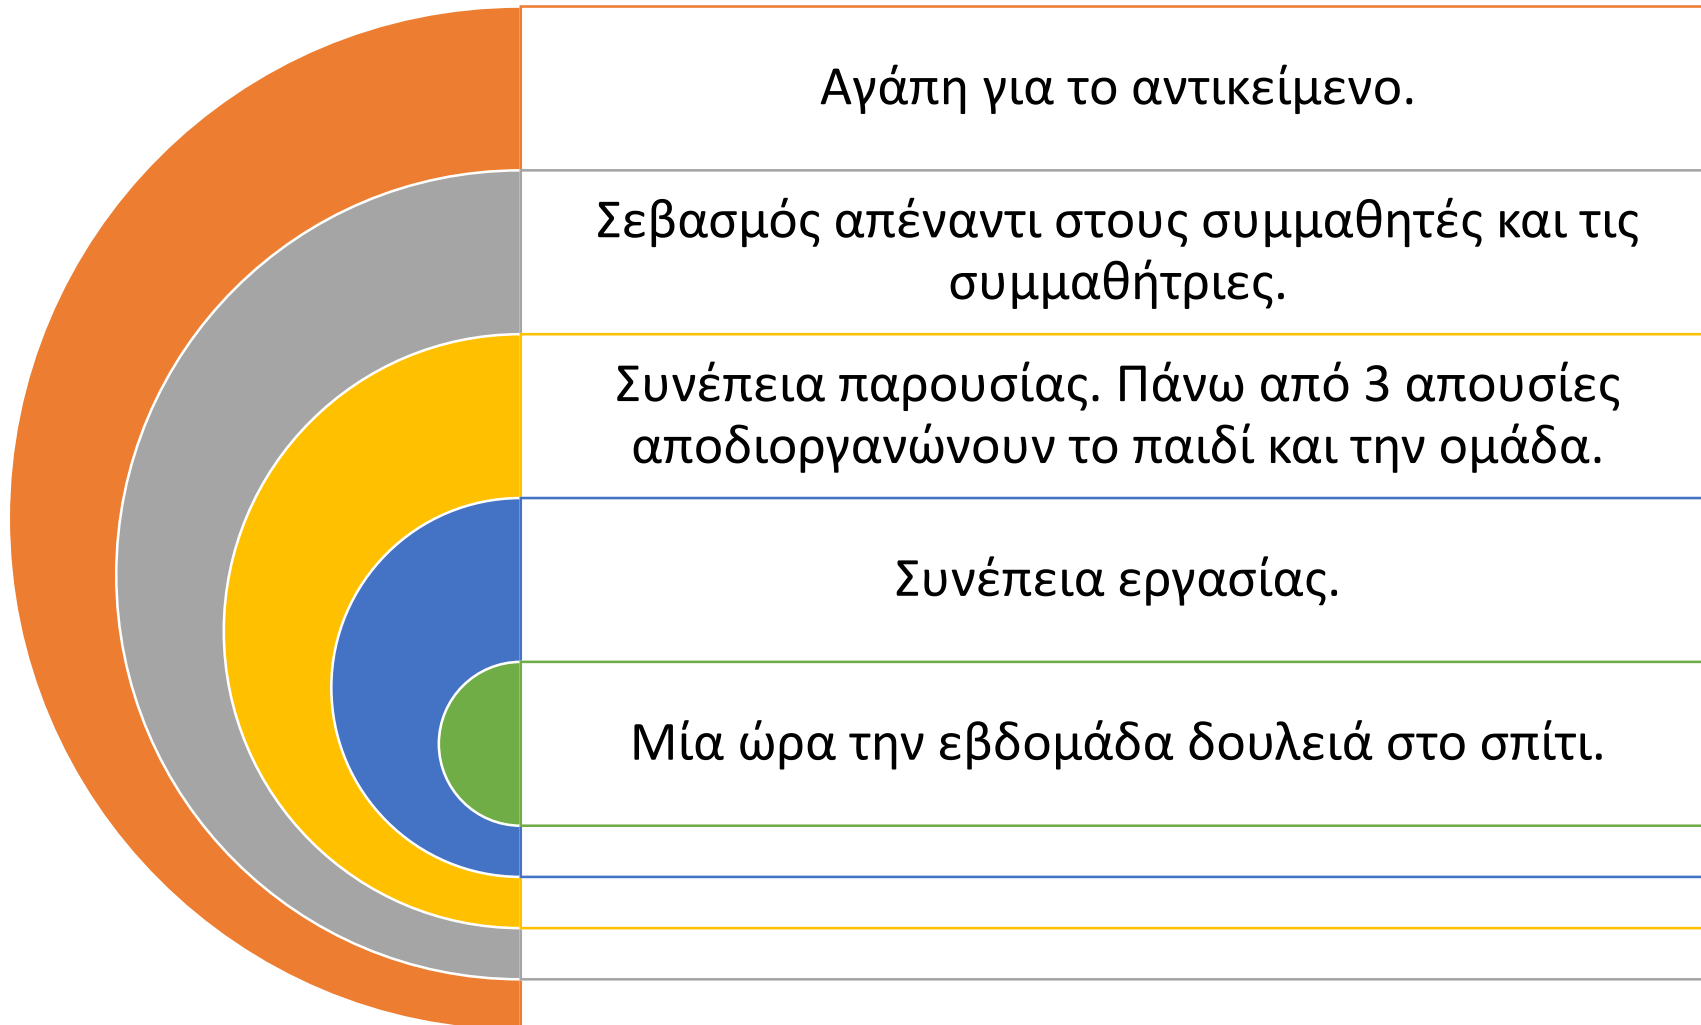 Αγάπη για το αντικείμενο.
Σεβασμός απέναντι στους συμμαθητές και τις
συμμαθήτριες.
Συνέπεια παρουσίας. Πάνω από 3 απουσίες
αποδιοργανώνουν το παιδί και την ομάδα.
Συνέπεια εργασίας.
Μία ώρα την εβδομάδα δουλειά στο σπίτι.